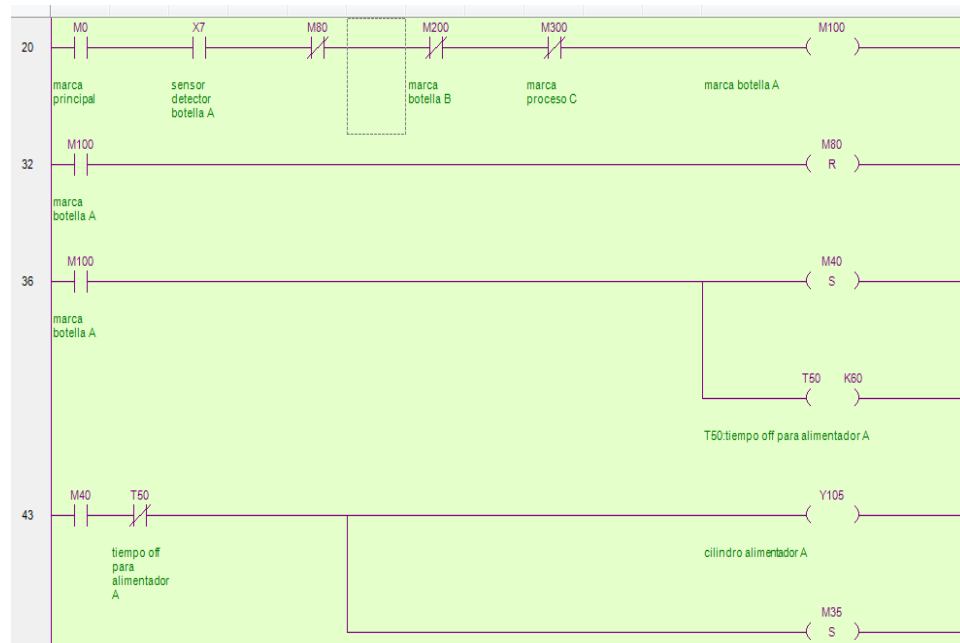 M0 X7 M80 M200 M300 M100
20
marca
principal
sensor
detector
botella A
marca
botella B
marca
proceso C
marca botella A
M100 M80
32
R
marca
botella A
M100 M40
36
S
marca
botella A
T50 K60
T50:tiempo off para alimentador A
M40 T50 Y105
43
tiempo off
para
alimentador
A
cilindro alimentador A
M35
S